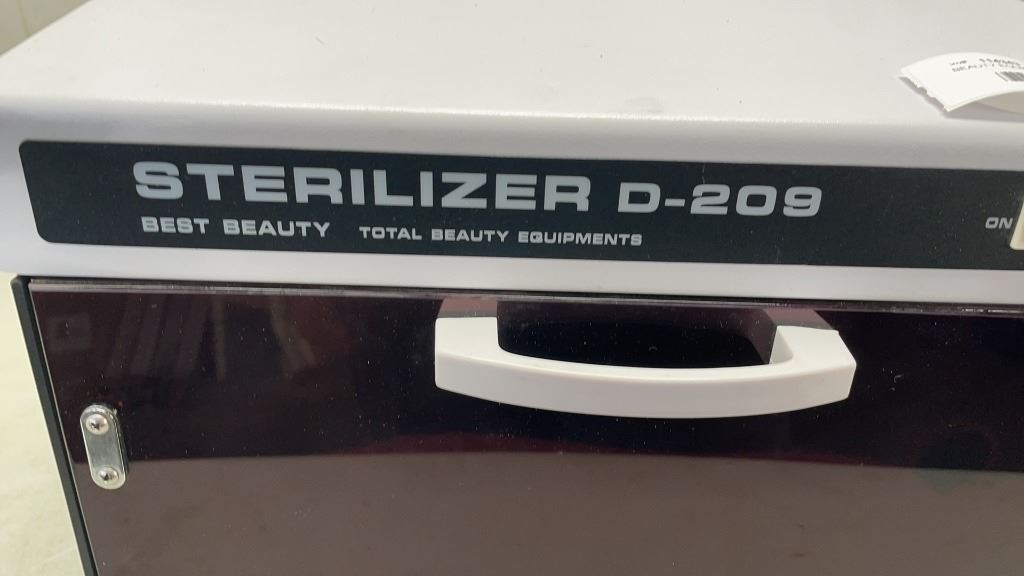 STERILIZER D-209
BEST BEAUTY TOTAL BEAUTY EQUIPMENTS
ON